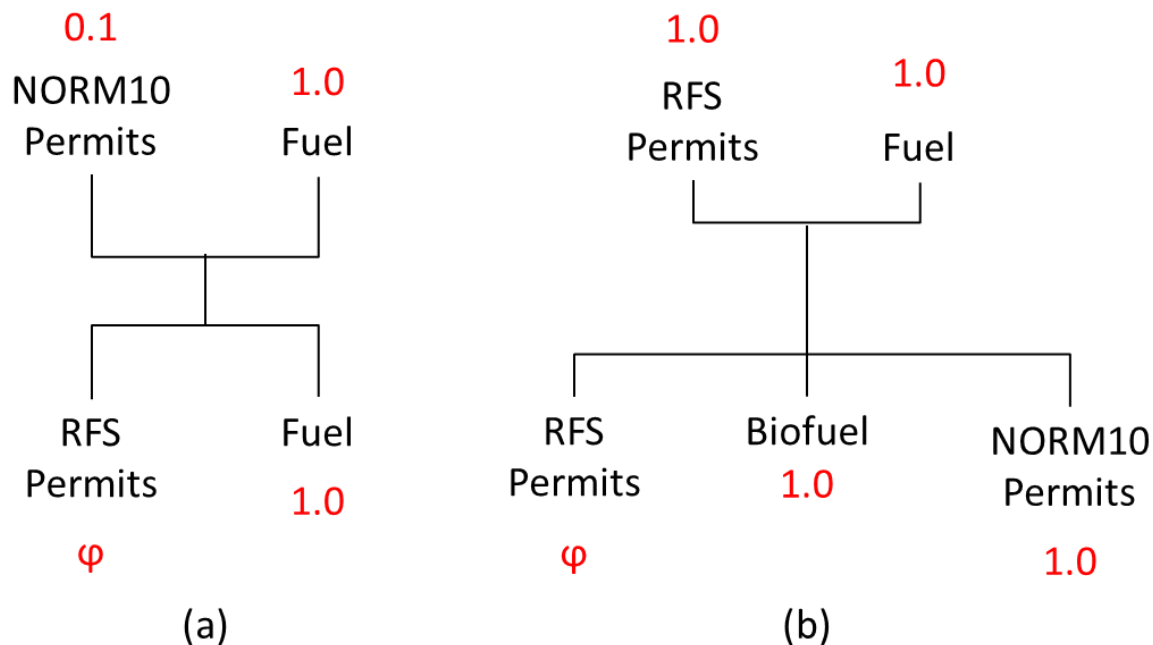 0.1
NORM10
Permits
1.0
Fuel
RFS
Permits
φ
Fuel
1.0
(a)
1.0
RFS
Permits
1.0
Fuel
RFS
Permits
φ
Biofuel
1.0
NORM10
Permits
1.0
(b)